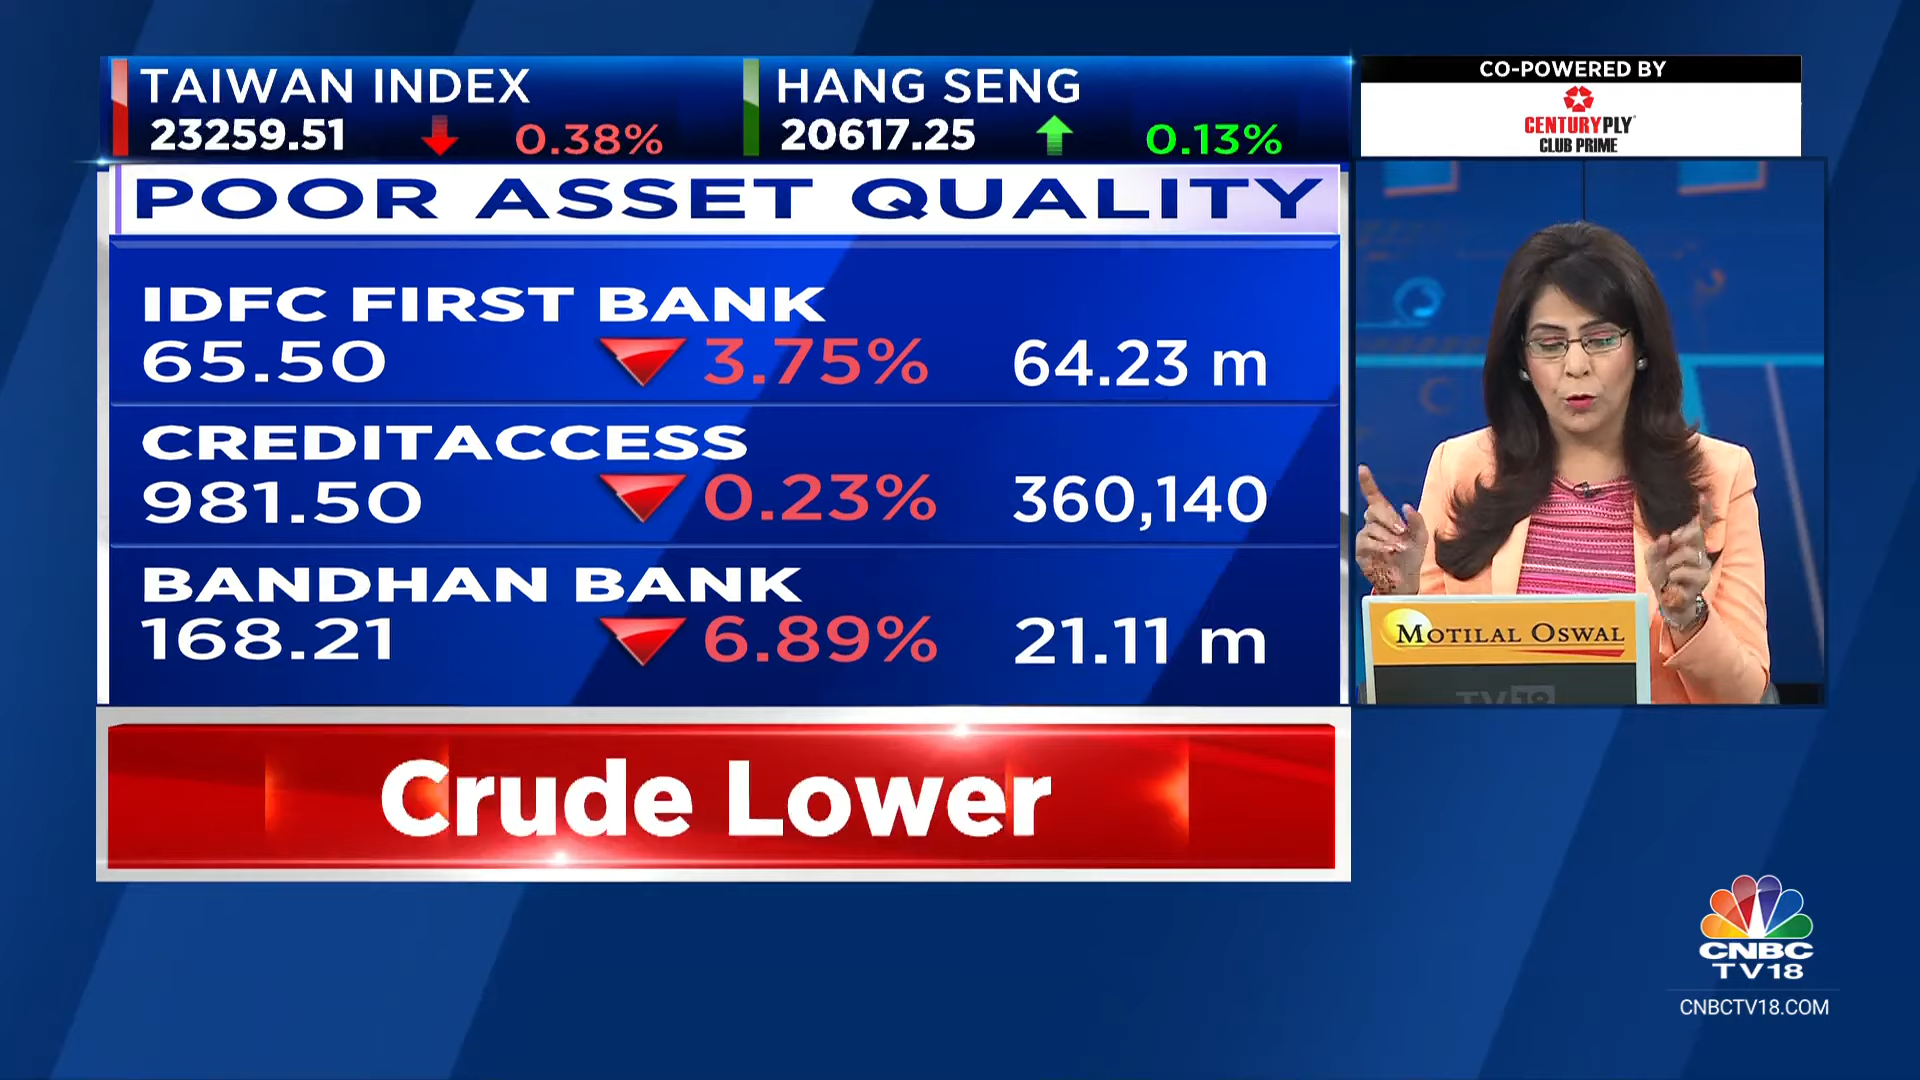 TAIWAN INDEX
23259.51 0.38%
HANG SENG
20617.25 0.13%
CO-POWERED BY
CENTURYPLY
CLUB PRIME
POOR ASSET QUALITY
IDFC FIRST BANK
65.50 3.75% 64.23 m
CREDITACCESS
981.50 0.23% 360,140
BANDHAN BANK
168.21 6.89% 21.11 m
MOTILAL OSWAL
TV18
Crude Lower
CNBC
TV18
CNBCTV18.COM